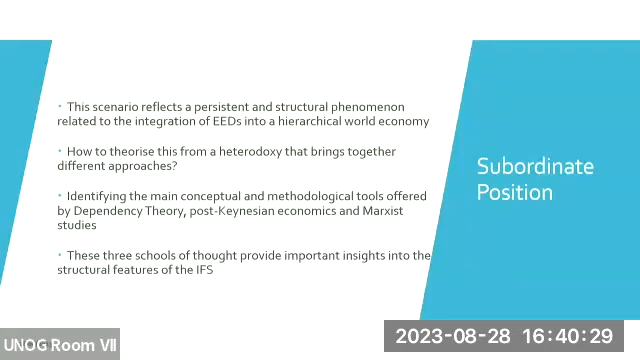 This scenario reflects a persistent and structural phenomenon
related to the integration of EEDs into a hierarchical world economy
How to theorise this from a heterodoxy that brings together
different approaches?
Identifying the main conceptual and methodological tools offered
by Dependency Theory, post-Keynesian economics and Marxist
studies
These three schools of thought provide important insights into the
structural features of the IFS
Subordinate
Position
UNOG Room VII
2023-08-28 16:40:29